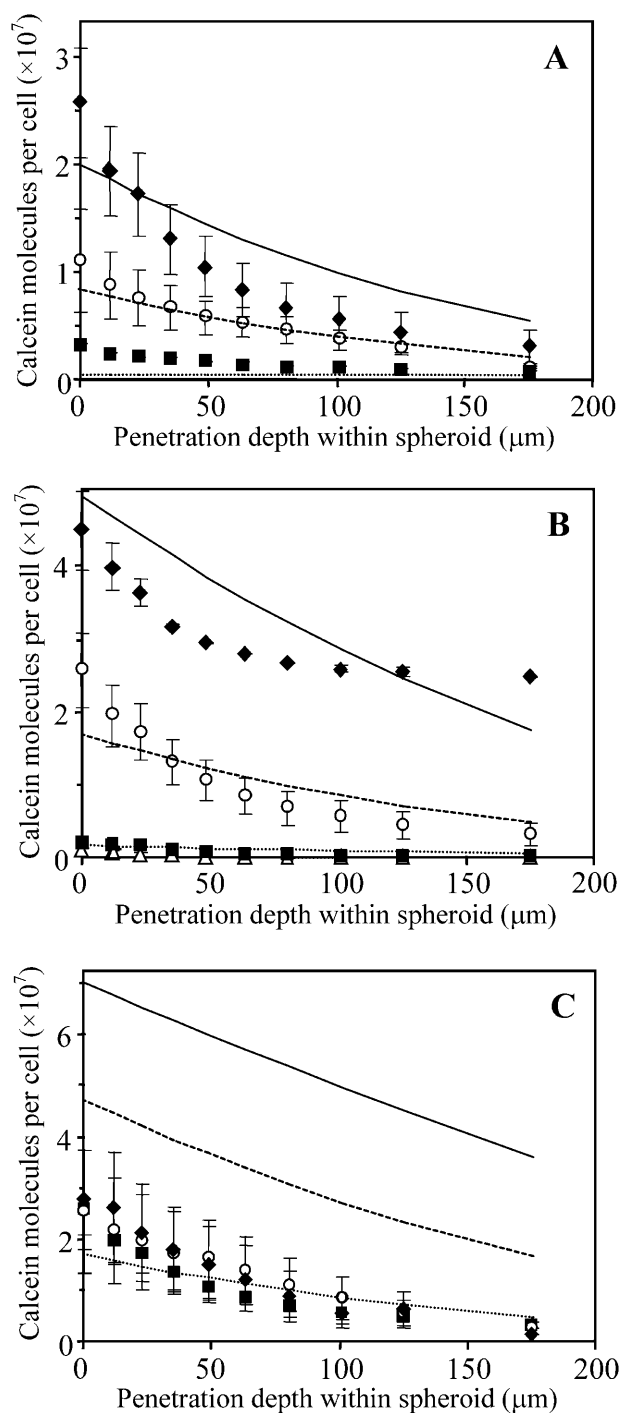 A
Calcein molecules per cell (×10⁷)
3
2
1
0
0
50
100
150
200
Penetration depth within spheroid (μm)
B
Calcein molecules per cell (×10⁷)
4
2
0
0
50
100
150
200
Penetration depth within spheroid (μm)
C
Calcein molecules per cell (×10⁷)
6
4
2
0
0
50
100
150
200
Penetration depth within spheroid (μm)